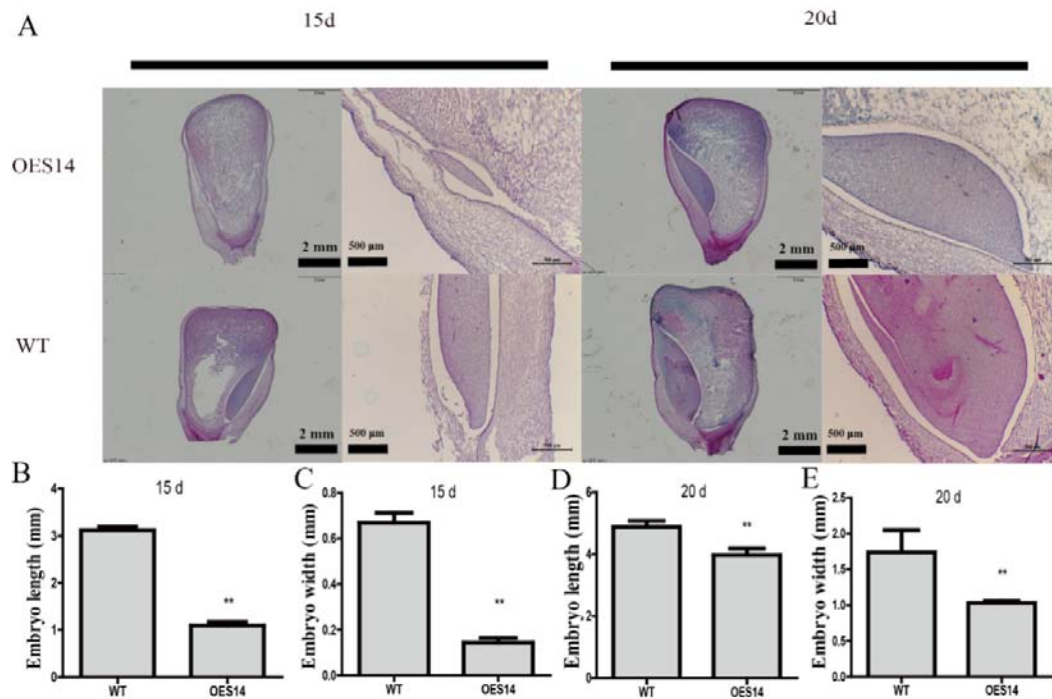 A
15d
20d
OES14
2 mm
500 μm
2 mm
500 μm
WT
2 mm
500 μm
2 mm
500 μm
B
15 d
Embryo length (mm)
4
3
2
1
0
WT
OES14
**
C
15 d
Embryo width (mm)
0.8
0.6
0.4
0.2
0.0
WT
OES14
**
D
20 d
Embryo length (mm)
6
4
2
0
WT
OES14
**
E
20 d
Embryo width (mm)
2.5
2.0
1.5
1.0
0.5
0.0
WT
OES14
**